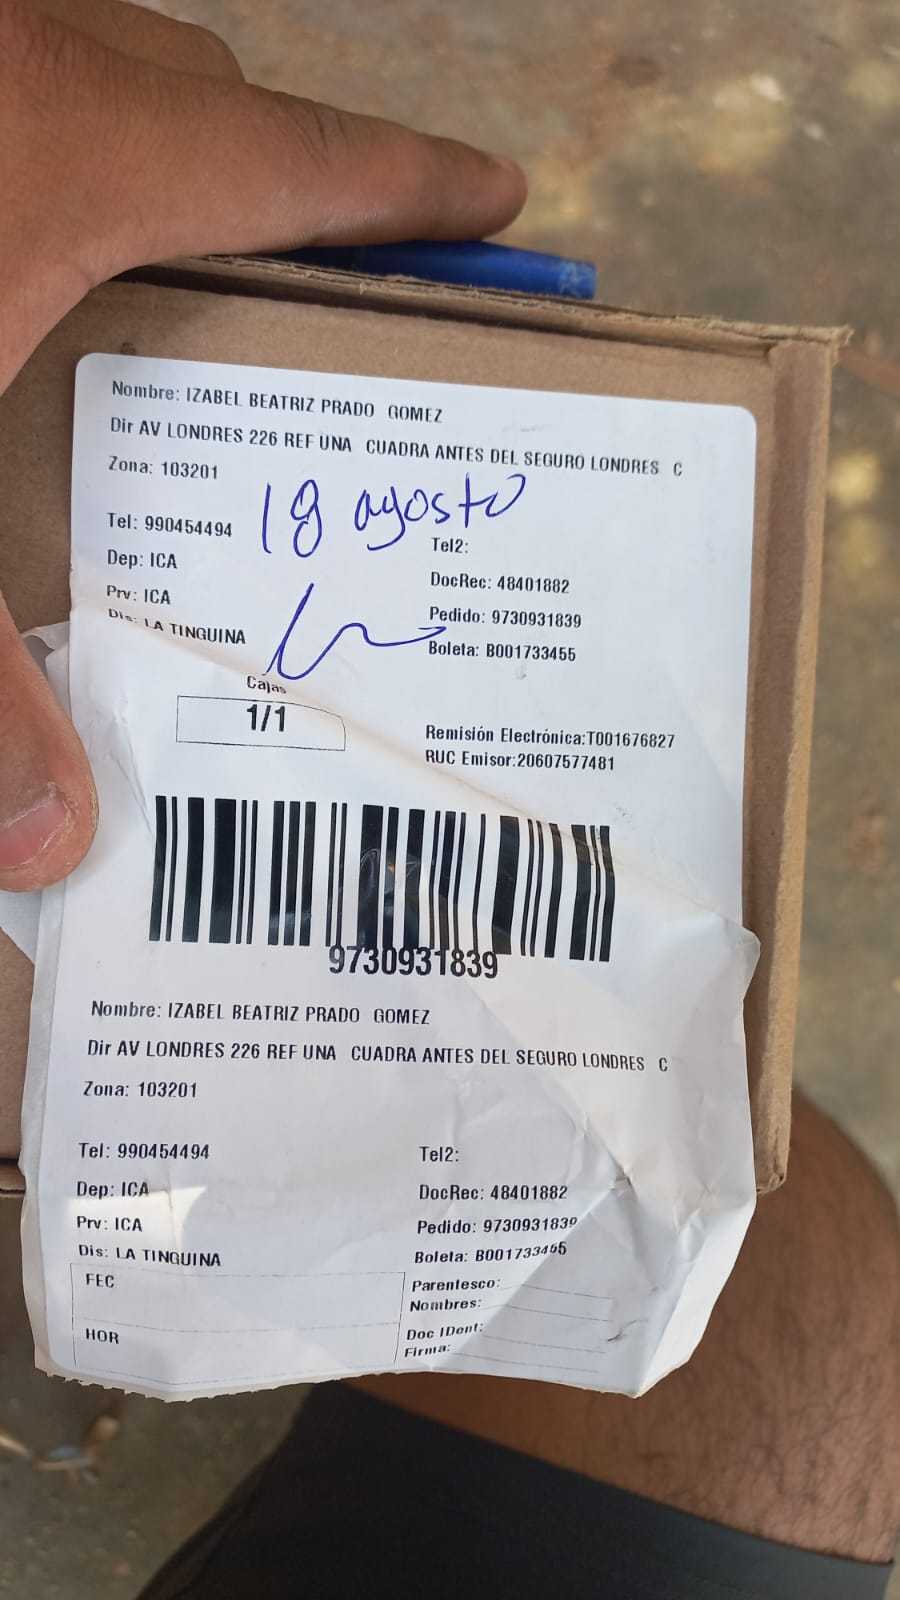 Nombre: IZABEL BEATRIZ PRADO GOMEZ
Dir AV LONDRES 226 REF UNA CUADRA ANTES DEL SEGURO LONDRES C
Zona: 103201
18 agosto
Tel: 990454494
Tel2:
Dep: ICA
DocRec: 48401882
Prv: ICA
Pedido: 9730931839
Dis: LA TINGUINA
Boleta: B001733455
Cajas
1/1
Remisión Electrónica:T001676827
RUC Emisor:20607577481
9730931839
Nombre: IZABEL BEATRIZ PRADO GOMEZ
Dir AV LONDRES 226 REF UNA CUADRA ANTES DEL SEGURO LONDRES C
Zona: 103201
Tel: 990454494
Tel2:
Dep: ICA
DocRec: 48401882
Prv: ICA
Pedido: 9730931839
Dis: LA TINGUINA
Boleta: B001733455
FEC
Parentesco:
Nombres:
HOR
Doc IDent:
Firma: